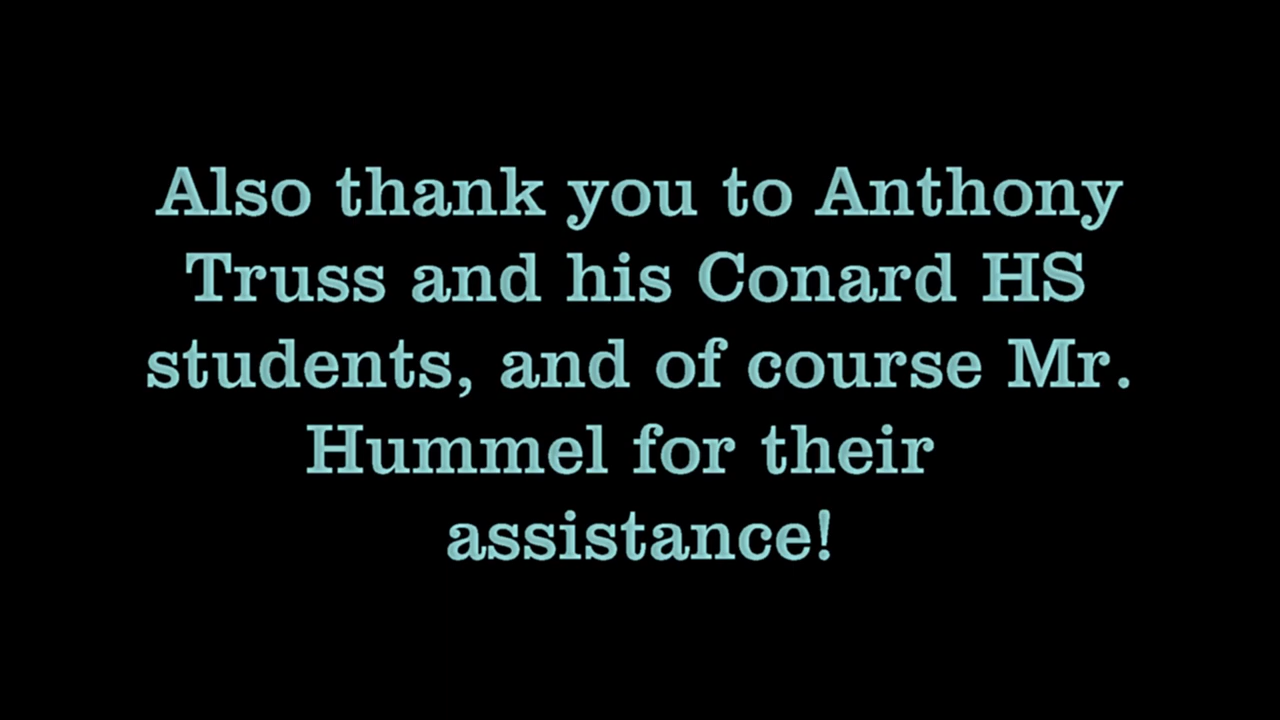 Also thank you to Anthony
Truss and his Conard HS
students, and of course Mr.
Hummel for their
assistance!